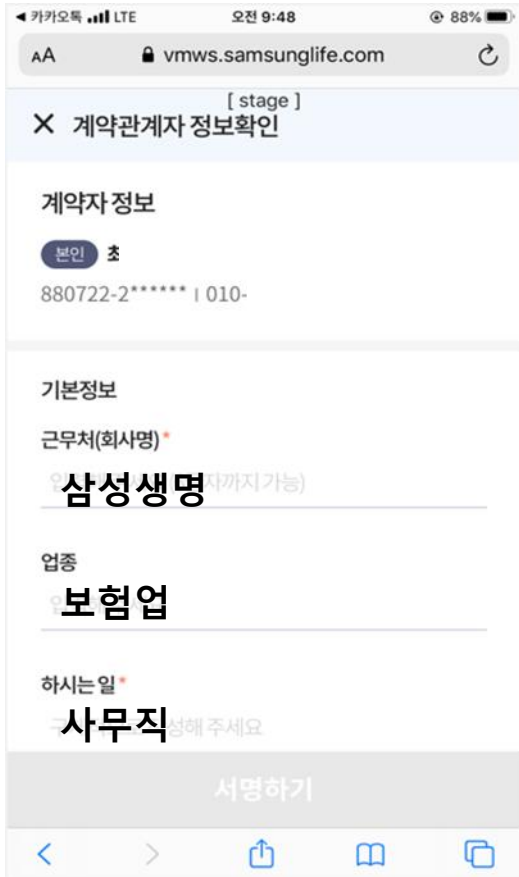 카카오톡 LTE 오전 9:48 88%
AA vmws.samsunglife.com
[ stage ]
계약관계자 정보확인
계약자 정보
본인 초
880722-2****** | 010-
기본정보
근무처(회사명)*
삼성생명 자까지 가능)
업종
보험업
하시는 일*
사무직 성해 주세요
서명하기